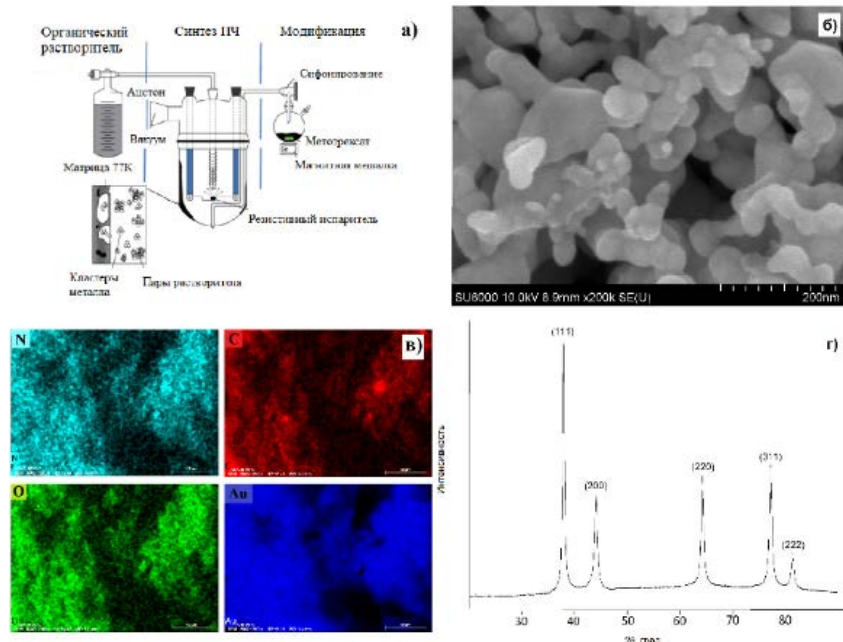 Органический
растворитель
Синтез НЧ
Модификация
а)
Сифонирование
Ацетон
Вакуум
Метотрексат
Магнитная мешалка
Матрица 77К
Резистивный испаритель
Кластеры
металла
Пары растворителя
б)
SU8000 10.0kV 8.9mm x200k SE(U)
200nm
N
C
в)
O
Au
г)
Интенсивность
(111)
(200)
(220)
(311)
(222)
30
40
50
60
70
80
2θ, град.